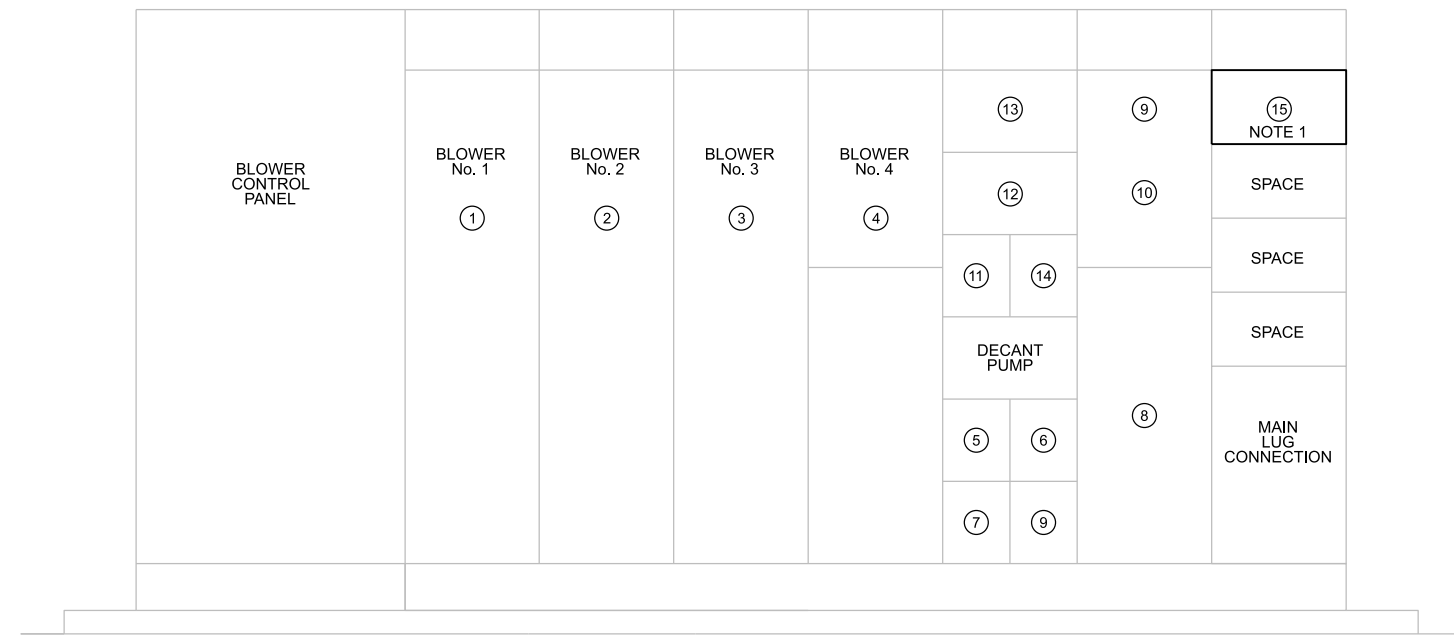 BLOWER
CONTROL
PANEL
BLOWER
No. 1
1
BLOWER
No. 2
2
BLOWER
No. 3
3
BLOWER
No. 4
4
13
12
11
14
DECANT
PUMP
5
6
7
9
9
10
8
15
NOTE 1
SPACE
SPACE
SPACE
MAIN
LUG
CONNECTION